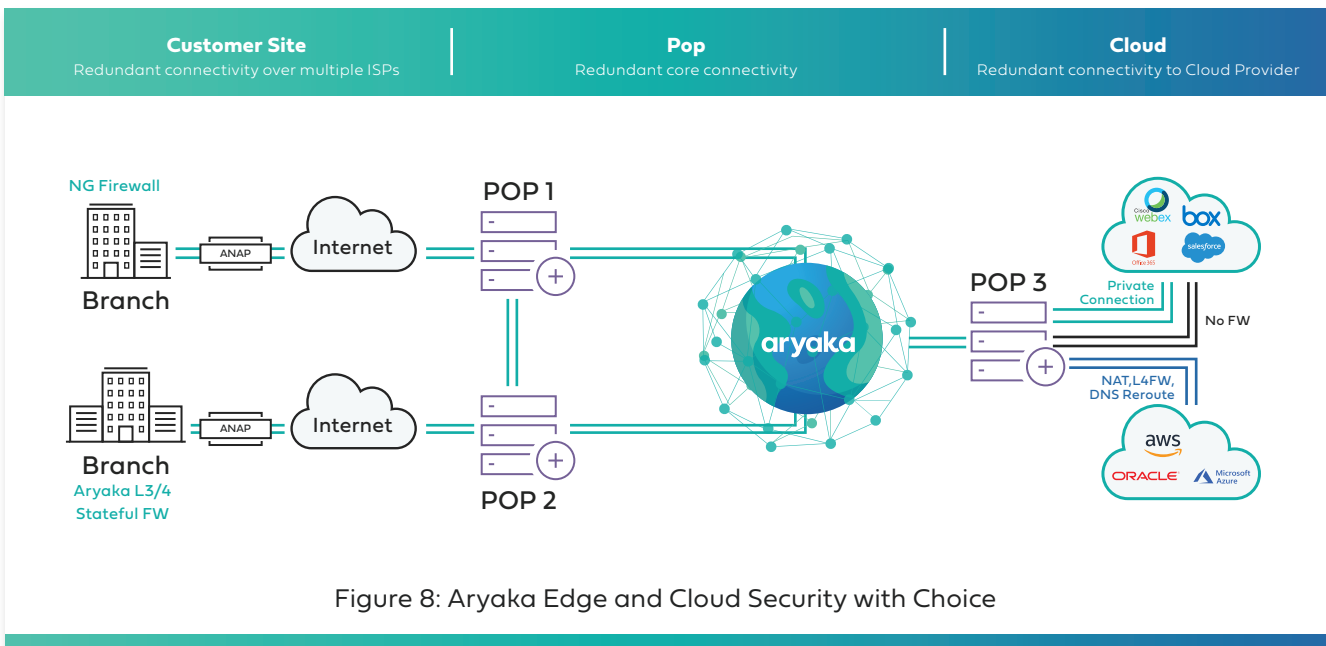 Customer Site
Redundant connectivity over multiple ISPs
Pop
Redundant core connectivity
Cloud
Redundant connectivity to Cloud Provider
NG Firewall
ANAP
Internet
Branch
POP 1
-
-
-
+
aryaka
POP 3
-
-
-
+
Cisco
webex
box
Office 365
salesforce
Private
Connection
No FW
NAT,L4FW,
DNS Reroute
ANAP
Internet
Branch
Aryaka L3/4
Stateful FW
-
-
-
+
POP 2
aws
ORACLE
Microsoft
Azure
Figure 8: Aryaka Edge and Cloud Security with Choice